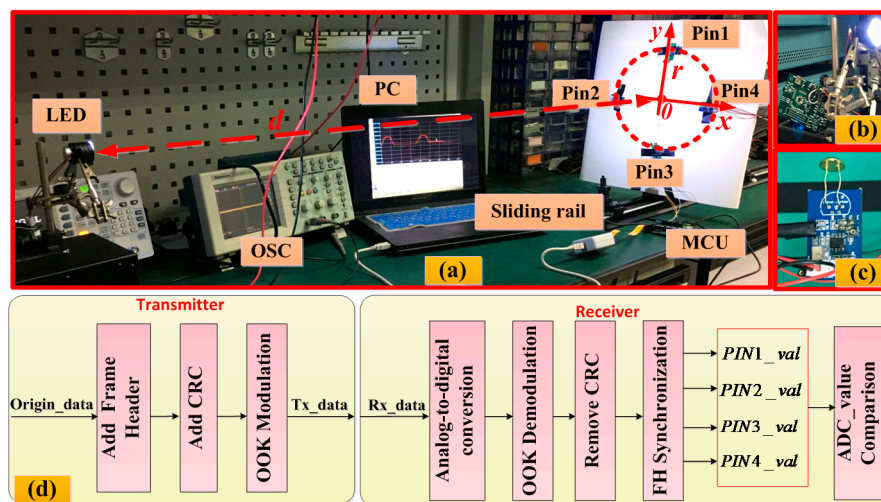 LED
PC
d
OSC
Sliding rail
(a)
MCU
y
Pin1
r
Pin2
Pin4
0
x
Pin3
(b)
(c)
Transmitter
Origin_data
Add Frame
Header
Add CRC
OOK Modulation
Tx_data
(d)
Receiver
Rx_data
Analog-to-digital
conversion
OOK Demodulation
Remove CRC
FH Synchronization
PIN1_val
PIN2_val
PIN3_val
PIN4_val
ADC_value
Comparison